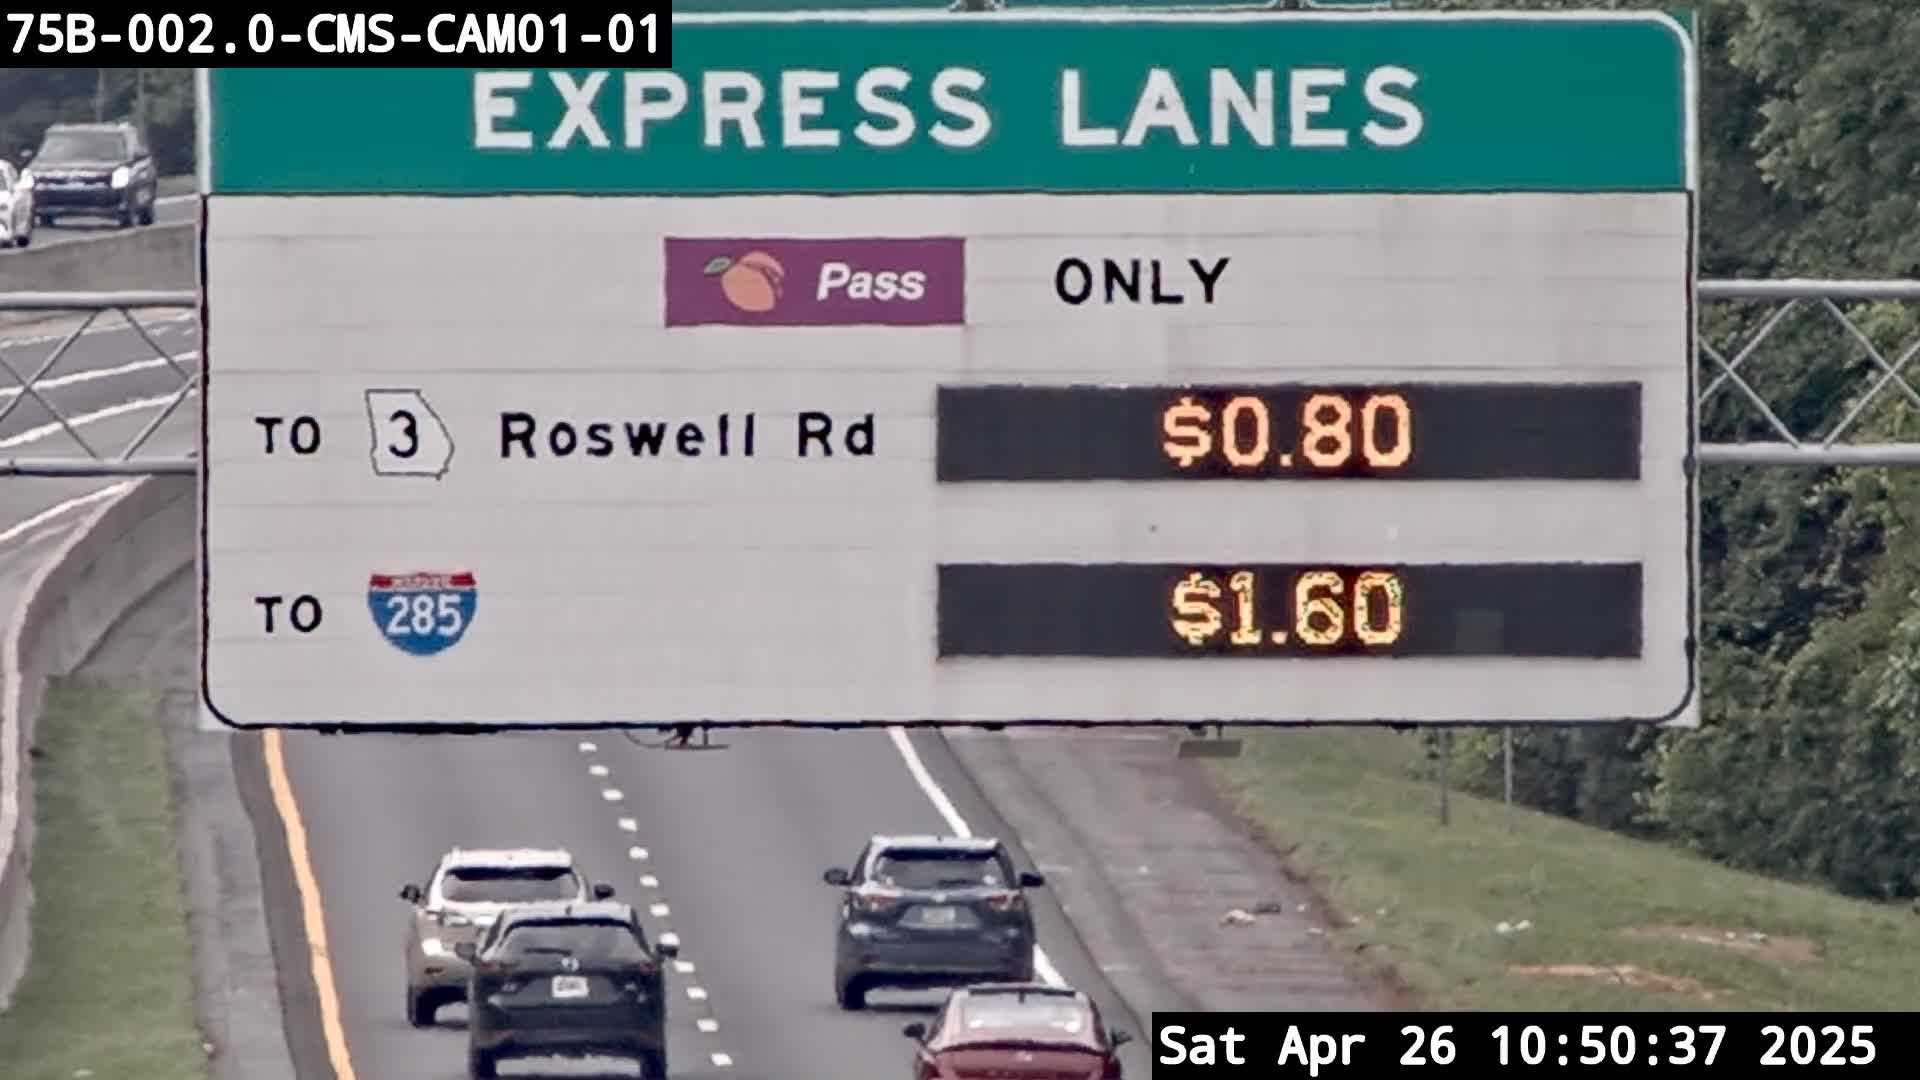 75B-002.0-CMS-CAM01-01
EXPRESS LANES
Pass ONLY
TO 3 Roswell Rd $0.80
TO 285 $1.60
Sat Apr 26 10:50:37 2025